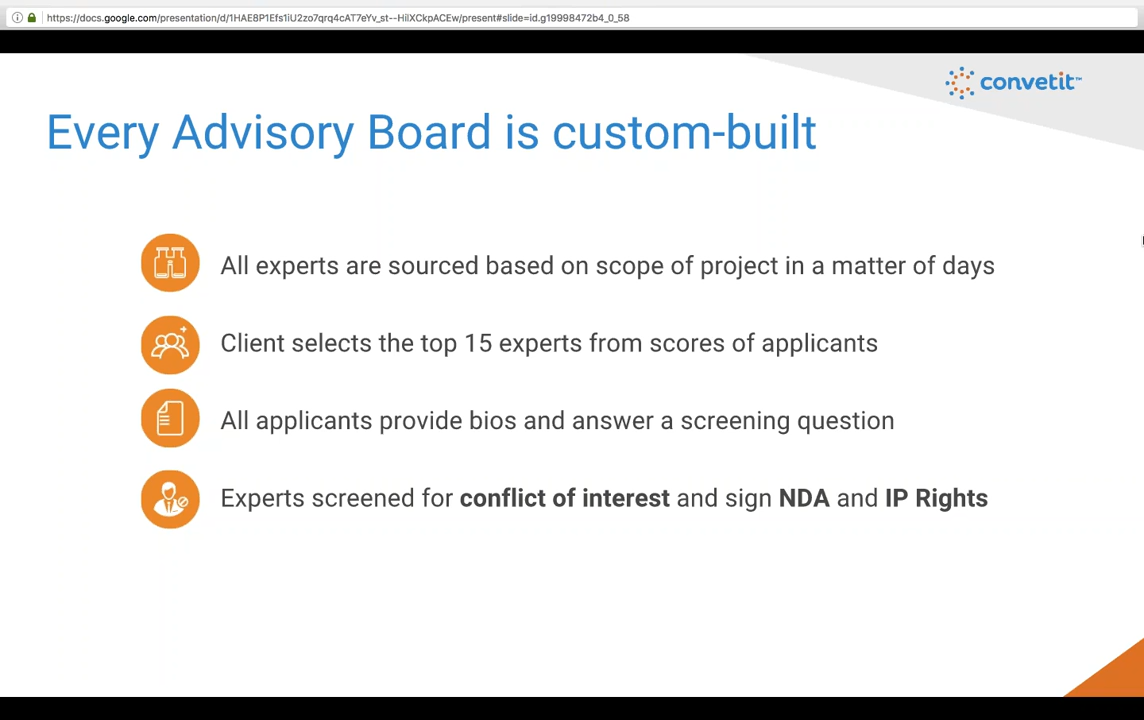 https://docs.google.com/presentation/d/1HAE8P1Efs1iU2zo7qrq4cAT7eYv_st--HilXCkpACEw/present#slide=id.g19998472b4_0_58
convetit™
Every Advisory Board is custom-built
All experts are sourced based on scope of project in a matter of days
Client selects the top 15 experts from scores of applicants
All applicants provide bios and answer a screening question
Experts screened for conflict of interest and sign NDA and IP Rights